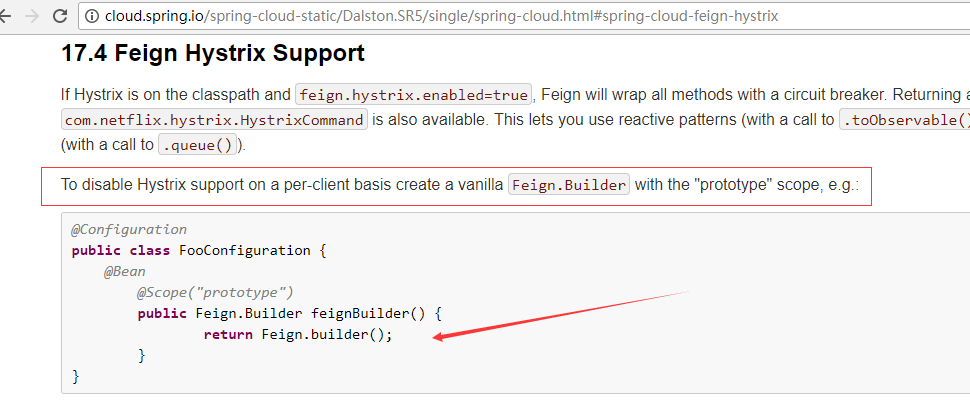 cloud.spring.io/spring-cloud-static/Dalston.SR5/single/spring-cloud.html#spring-cloud-feign-hystrix
17.4 Feign Hystrix Support
If Hystrix is on the classpath and feign.hystrix.enabled=true, Feign will wrap all methods with a circuit breaker. Returning a
com.netflix.hystrix.HystrixCommand is also available. This lets you use reactive patterns (with a call to .toObservable()
(with a call to .queue()).
To disable Hystrix support on a per-client basis create a vanilla Feign.Builder with the "prototype" scope, e.g.:
@Configuration
public class FooConfiguration {
@Bean
@Scope("prototype")
public Feign.Builder feignBuilder() {
return Feign.builder();
}
}